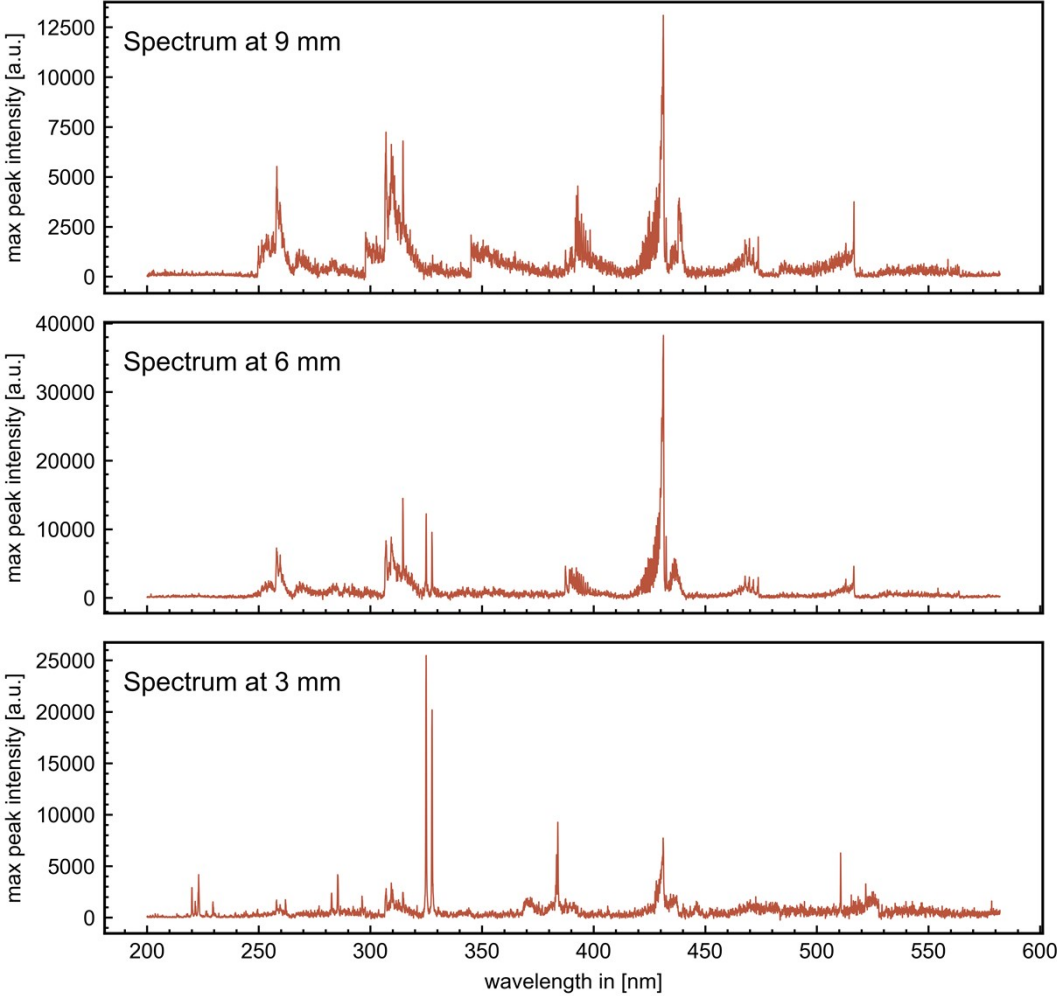 max peak intensity [a.u.]
12500
10000
7500
5000
2500
0
Spectrum at 9 mm
max peak intensity [a.u.]
40000
30000
20000
10000
0
Spectrum at 6 mm
max peak intensity [a.u.]
25000
20000
15000
10000
5000
0
Spectrum at 3 mm
200 250 300 350 400 450 500 550 600
wavelength in [nm]